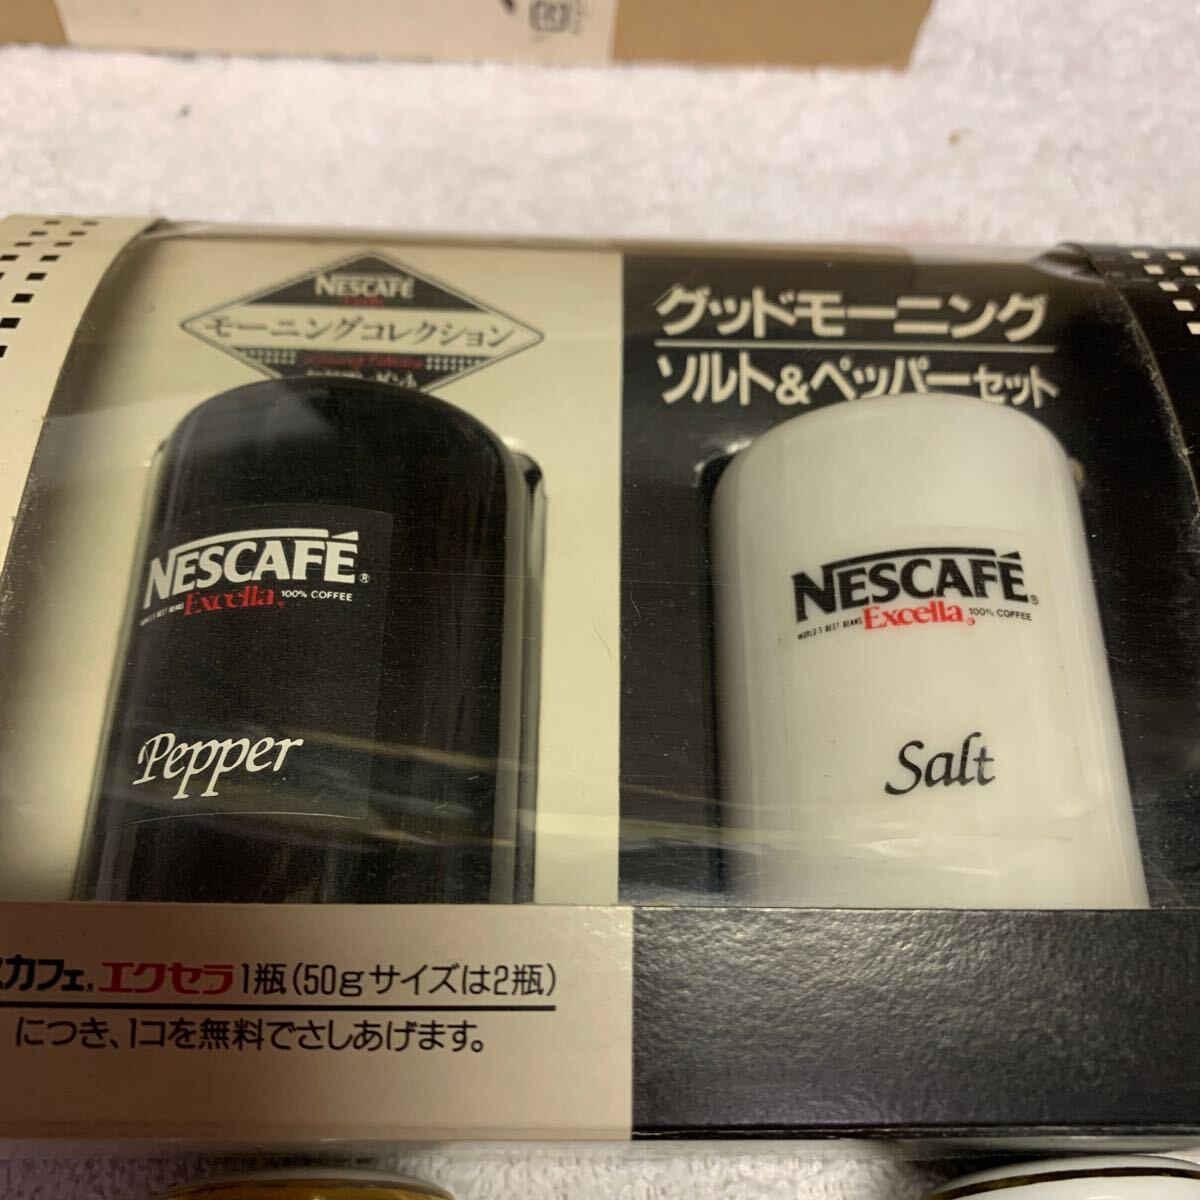 NESCAFÉ
モーニングコレクション
グッドモーニング
ソルト&ペッパーセット
NESCAFÉ®
WORLD'S BEST BEANS Excella® 100% COFFEE
Pepper
NESCAFÉ®
WORLD'S BEST BEANS Excella® 100% COFFEE
Salt
スカフェ®エクセラ1瓶(50gサイズは2瓶)
につき、1コを無料でさしあげます。